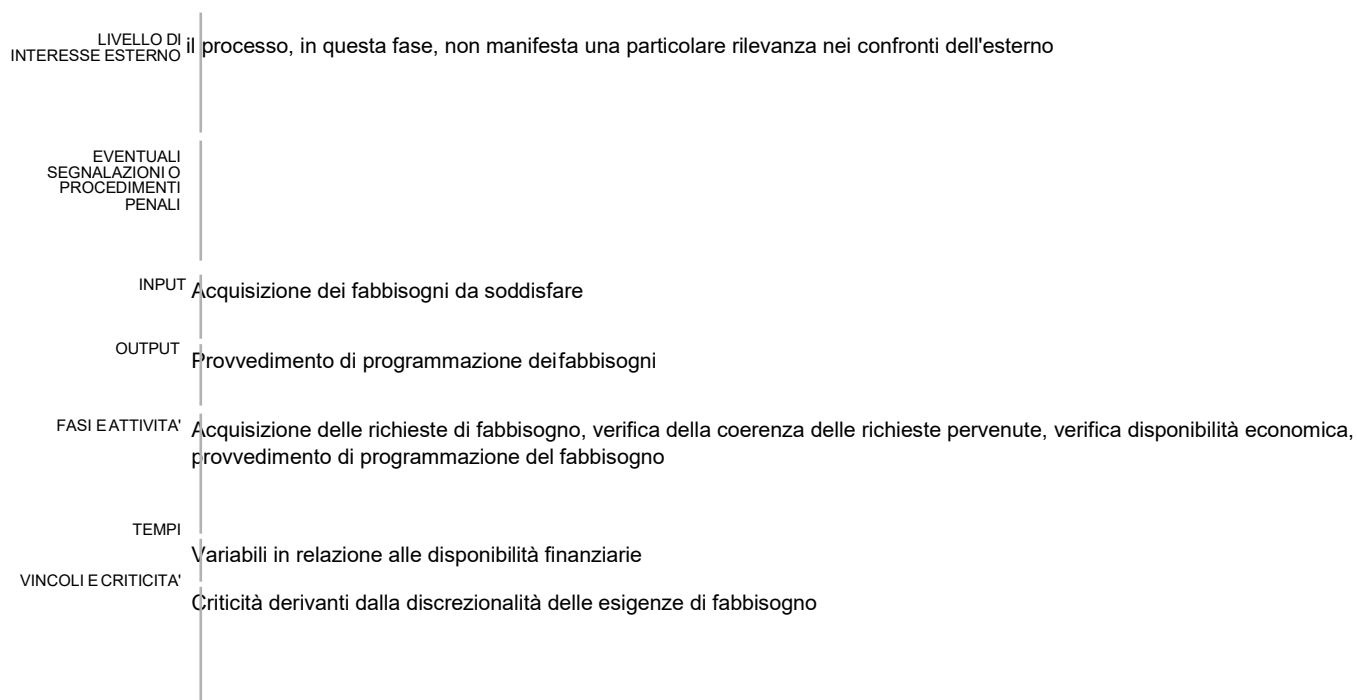 LIVELLO DI
INTERESSE ESTERNO
il processo, in questa fase, non manifesta una particolare rilevanza nei confronti dell'esterno
EVENTUALI
SEGNALAZIONI O
PROCEDIMENTI
PENALI
INPUT
Acquisizione dei fabbisogni da soddisfare
OUTPUT
Provvedimento di programmazione dei fabbisogni
FASI E ATTIVITA'
Acquisizione delle richieste di fabbisogno, verifica della coerenza delle richieste pervenute, verifica disponibilità economica,
provvedimento di programmazione del fabbisogno
TEMPI
Variabili in relazione alle disponibilità finanziarie
VINCOLI E CRITICITA'
Criticità derivanti dalla discrezionalità delle esigenze di fabbisogno